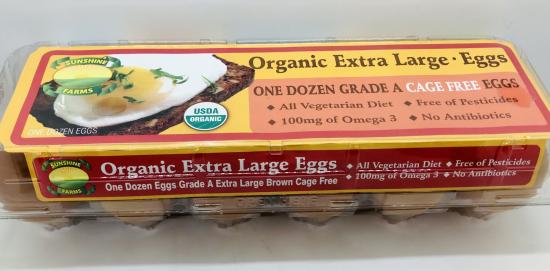 SUNSHINE
FARMS
Organic Extra Large · Eggs
ONE DOZEN GRADE A CAGE FREE EGGS
◆ All Vegetarian Diet ◆ Free of Pesticides
◆ 100mg of Omega 3 ◆ No Antibiotics
USDA
ORGANIC
ONE DOZEN EGGS
SUNSHINE
FARMS
Organic Extra Large Eggs
One Dozen Eggs Grade A Extra Large Brown Cage Free
◆ All Vegetarian Diet ◆ Free of Pesticides
◆ 100mg of Omega 3 ◆ No Antibiotics